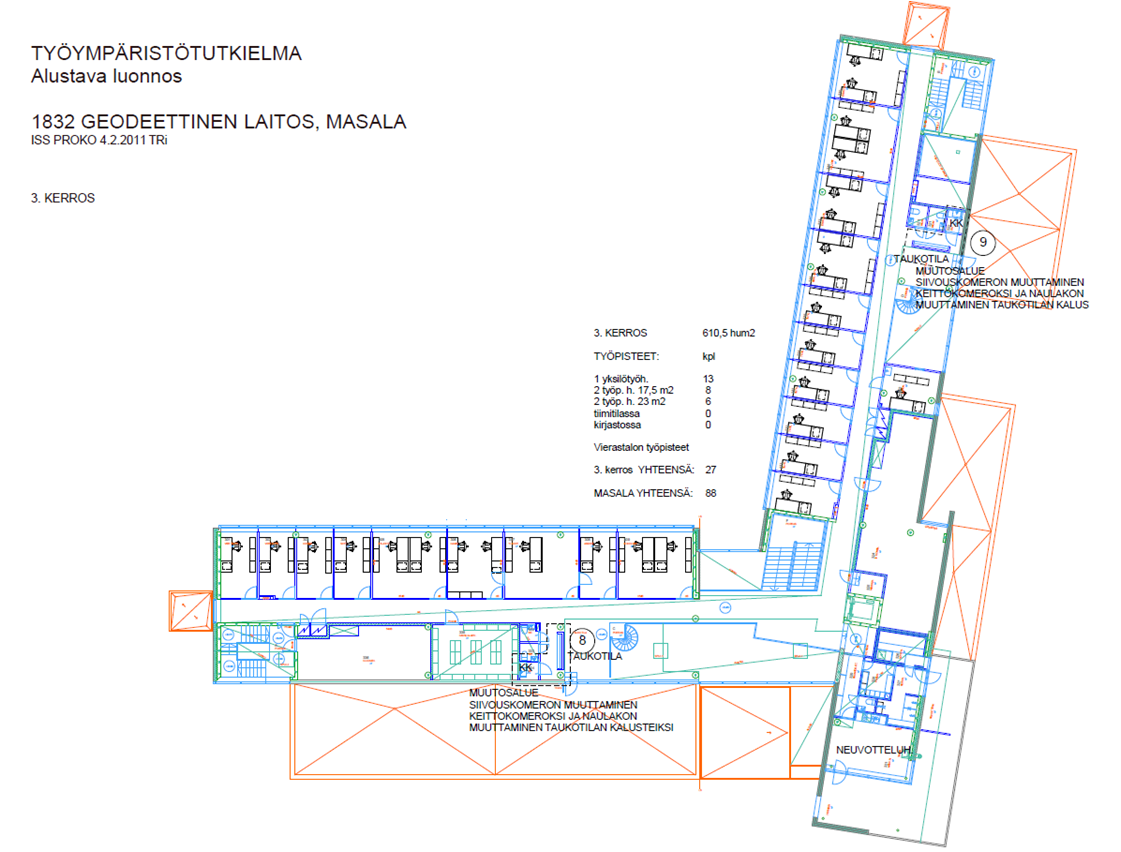 TYÖYMPÄRISTÖTUTKIELMA
Alustava luonnos
1832 GEODEETTINEN LAITOS, MASALA
ISS PROKO 4.2.2011 TRi
3. KERROS
KK
9
TAUKOTILA
MUUTOSALUE
SIIVOUSKOMERON MUUTTAMINEN
KEITTOKOMEROKSI JA NAULAKON
MUUTTAMINEN TAUKOTILAN KALUS
3. KERROS 610,5 hum2
TYÖPISTEET: kpl
1 yksilötyöh. 13
2 työp. h. 17,5 m2 8
2 työp. h. 23 m2 6
tiimitilassa 0
kirjastossa 0
Vierastalon työpisteet
3. kerros YHTEENSÄ: 27
MASALA YHTEENSÄ: 88
8
TAUKOTILA
KK
MUUTOSALUE
SIIVOUSKOMERON MUUTTAMINEN
KEITTOKOMEROKSI JA NAULAKON
MUUTTAMINEN TAUKOTILAN KALUSTEIKSI
NEUVOTTELUH.